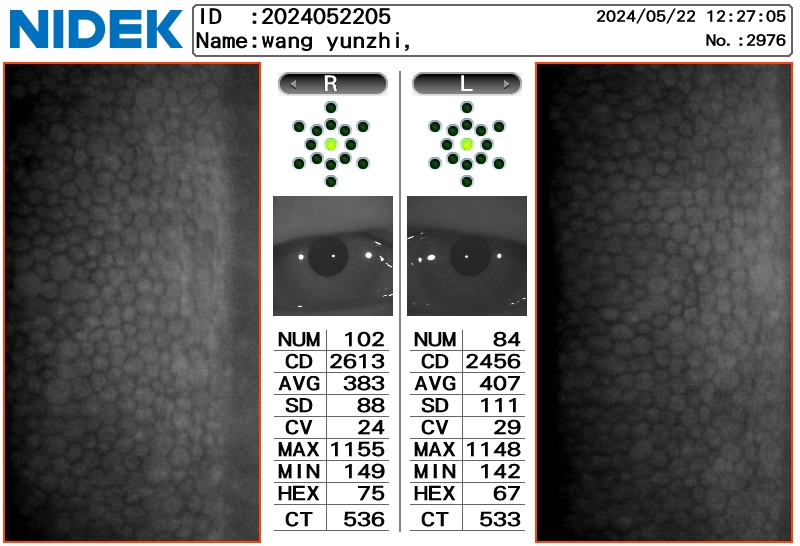 NIDEK
ID :2024052205
2024/05/22 12:27:05
Name:wang yunzhi,
No. :2976
R
L
NUM 102
CD 2613
AVG 383
SD 88
CV 24
MAX 1155
MIN 149
HEX 75
CT 536
NUM 84
CD 2456
AVG 407
SD 111
CV 29
MAX 1148
MIN 142
HEX 67
CT 533